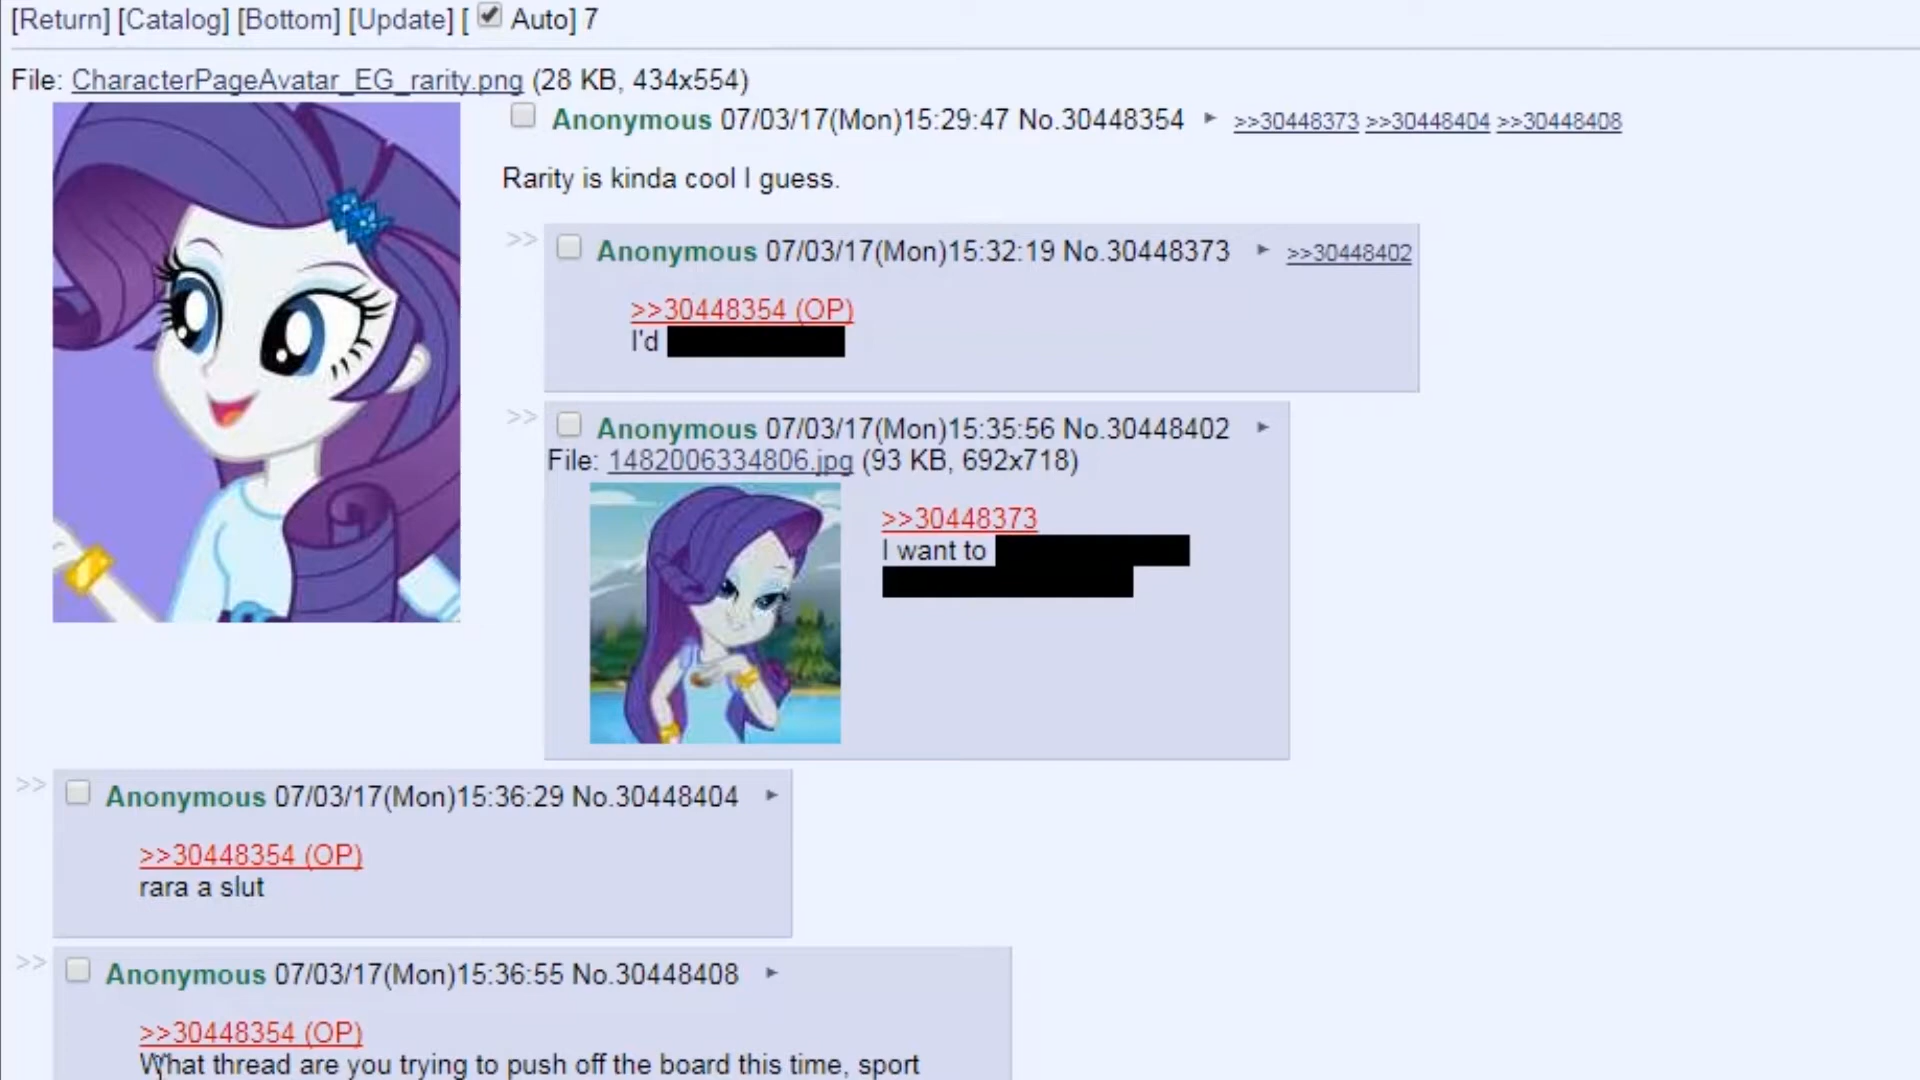 [Return] [Catalog] [Bottom] [Update] [ Auto] 7
File: CharacterPageAvatar_EG_rarity.png (28 KB, 434x554)
Anonymous 07/03/17(Mon)15:29:47 No.30448354 ► >>30448373 >>30448404 >>30448408
Rarity is kinda cool I guess.
>> Anonymous 07/03/17(Mon)15:32:19 No.30448373 ► >>30448402
>>30448354 (OP)
I'd
>> Anonymous 07/03/17(Mon)15:35:56 No.30448402 ►
File: 1482006334806.jpg (93 KB, 692x718)
>>30448373
I want to
>> Anonymous 07/03/17(Mon)15:36:29 No.30448404 ►
>>30448354 (OP)
rara a slut
>> Anonymous 07/03/17(Mon)15:36:55 No.30448408 ►
>>30448354 (OP)
What thread are you trying to push off the board this time, sport